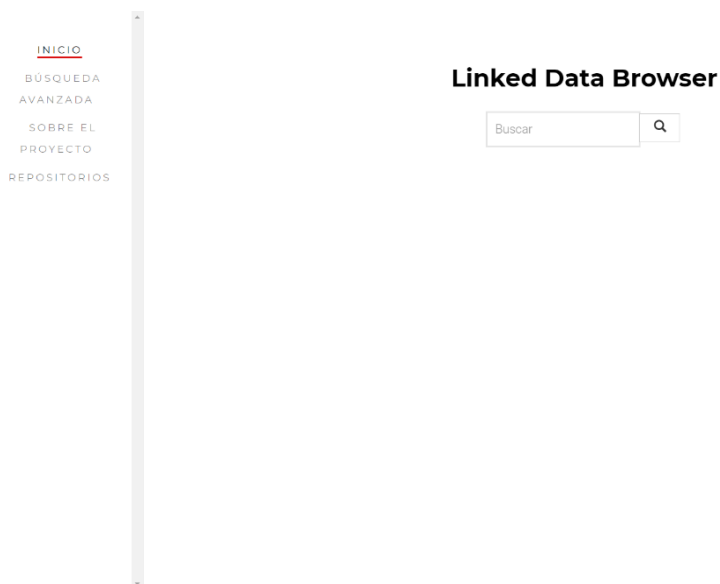 INICIO
BÚSQUEDA
AVANZADA
SOBRE EL
PROYECTO
REPOSITORIOS
Linked Data Browser
Buscar